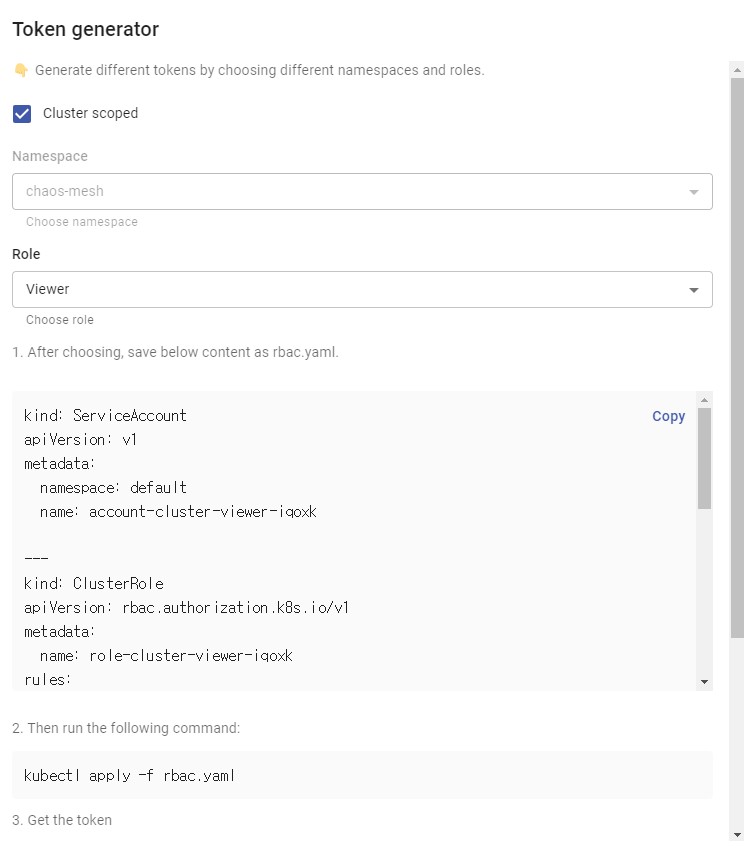 Token generator
👇 Generate different tokens by choosing different namespaces and roles.
Cluster scoped
Namespace
chaos-mesh
Choose namespace
Role
Viewer
Choose role
1. After choosing, save below content as rbac.yaml.
Copy
kind: ServiceAccount
apiVersion: v1
metadata:
  namespace: default
  name: account-cluster-viewer-iqoxk

---
kind: ClusterRole
apiVersion: rbac.authorization.k8s.io/v1
metadata:
  name: role-cluster-viewer-iqoxk
rules:
2. Then run the following command:
kubectl apply -f rbac.yaml
3. Get the token